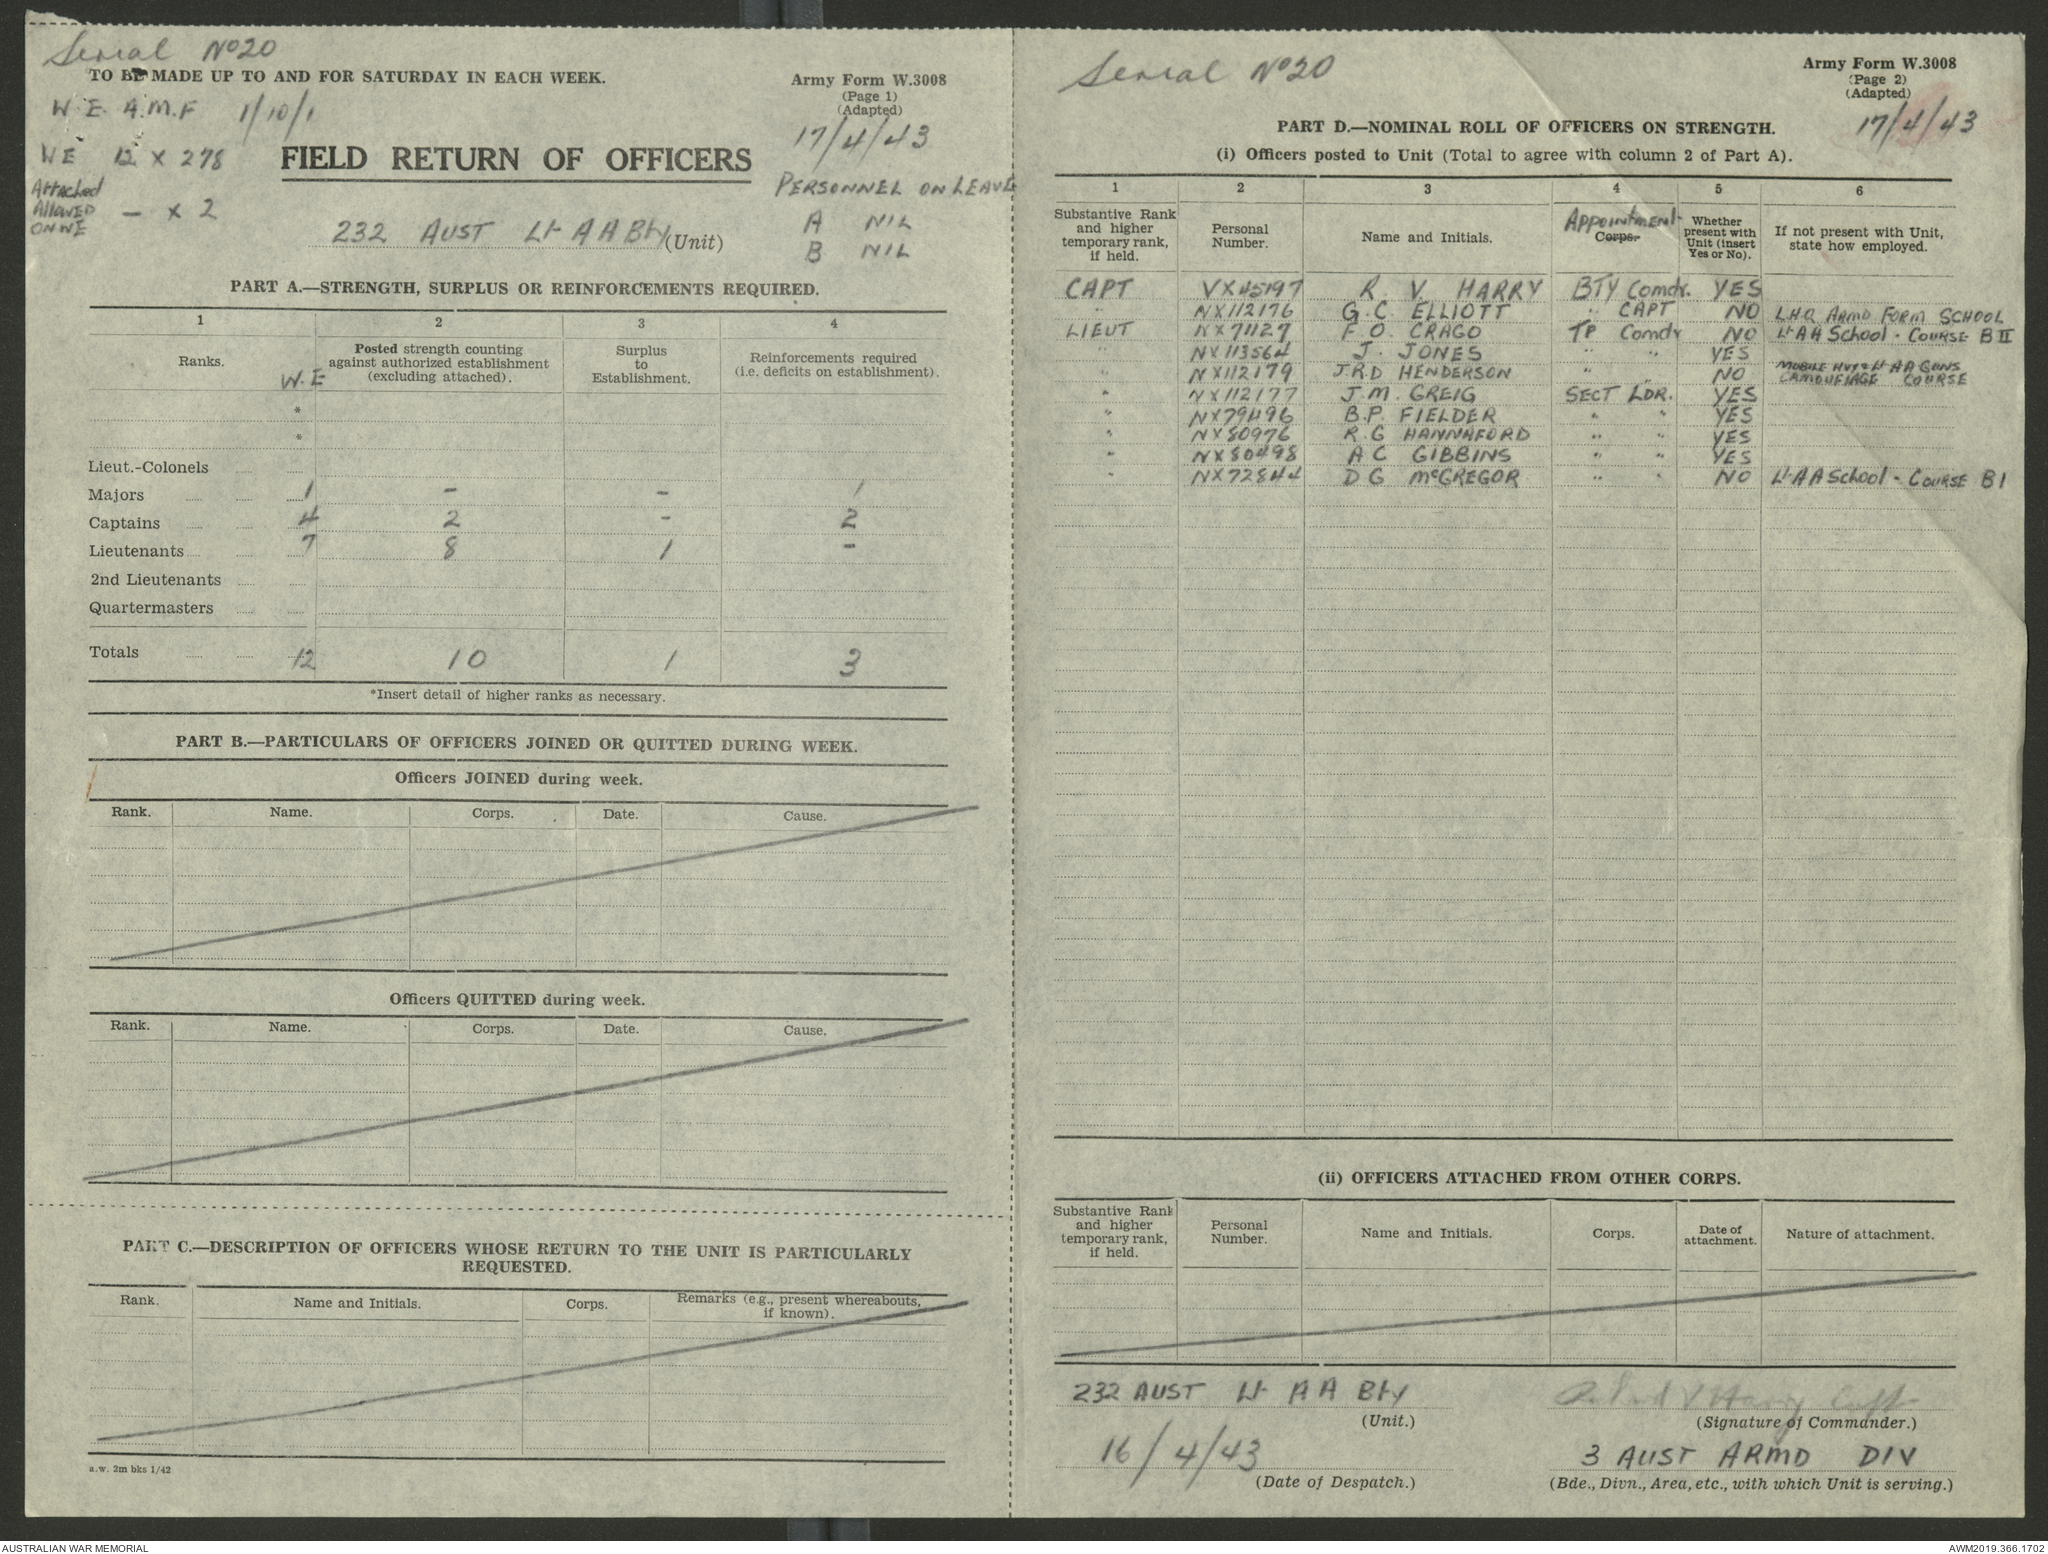 Serial No 20
TO BE MADE UP TO AND FOR SATURDAY IN EACH WEEK.
W.E. A.M.F 1/10/1
WE 12 X 278
Attached
Allowed — X 2
ON WE
Army Form W.3008
(Page 1)
(Adapted)
17/4/43
FIELD RETURN OF OFFICERS
PERSONNEL ON LEAVE
A NIL
B NIL
232 AUST Lt A A Bty (Unit)
PART A.—STRENGTH, SURPLUS OR REINFORCEMENTS REQUIRED.
1 2 3 4
Ranks. W.E Posted strength counting against authorized establishment (excluding attached). Surplus to Establishment. Reinforcements required (i.e. deficits on establishment).
*
*
Lieut.-Colonels
Majors 1 - - 1
Captains 4 2 - 2
Lieutenants 7 8 1 -
2nd Lieutenants
Quartermasters
Totals 12 10 1 3
*Insert detail of higher ranks as necessary.
PART B.—PARTICULARS OF OFFICERS JOINED OR QUITTED DURING WEEK.
Officers JOINED during week.
Rank. Name. Corps. Date. Cause.
Officers QUITTED during week.
Rank. Name. Corps. Date. Cause.
PART C.—DESCRIPTION OF OFFICERS WHOSE RETURN TO THE UNIT IS PARTICULARLY
REQUESTED.
Rank. Name and Initials. Corps. Remarks (e.g., present whereabouts, if known).
a.w. 2m bks 1/42
Serial No 20
Army Form W.3008
(Page 2)
(Adapted)
17/4/43
PART D.—NOMINAL ROLL OF OFFICERS ON STRENGTH.
(i) Officers posted to Unit (Total to agree with column 2 of Part A).
1 2 3 4 5 6
Substantive Rank and higher temporary rank, if held. Personal Number. Name and Initials. Appointment Corps. Whether present with Unit (insert Yes or No). If not present with Unit, state how employed.
CAPT VX45197 R. V. HARRY BTY Comdr. YES
" NX112176 G.C. ELLIOTT " CAPT NO L.H.Q ARMD FORM SCHOOL
LIEUT NX71127 F.O. CRAGO TP Comdr NO Lt AA School - COURSE B II
" NX113564 J. JONES " " YES
" NX112179 J.R.D HENDERSON " " NO MOBILE HVY & Lt AA GUNS CAMOUFLAGE COURSE
" NX112177 J.M. GREIG SECT LDR. YES
" NX79496 B.P. FIELDER " " YES
" NX80976 R.G HANNAFORD " " YES
" NX80498 A C GIBBINS " " YES
" NX72844 D G McGREGOR " " NO Lt AA School - COURSE B I
(ii) OFFICERS ATTACHED FROM OTHER CORPS.
Substantive Rank and higher temporary rank, if held. Personal Number. Name and Initials. Corps. Date of attachment. Nature of attachment.
232 AUST Lt A A Bty V Harry Capt
(Unit.) (Signature of Commander.)
16/4/43 3 AUST ARMD DIV
(Date of Despatch.) (Bde., Divn., Area, etc., with which Unit is serving.)
AUSTRALIAN WAR MEMORIAL
AWM2019.366.1702